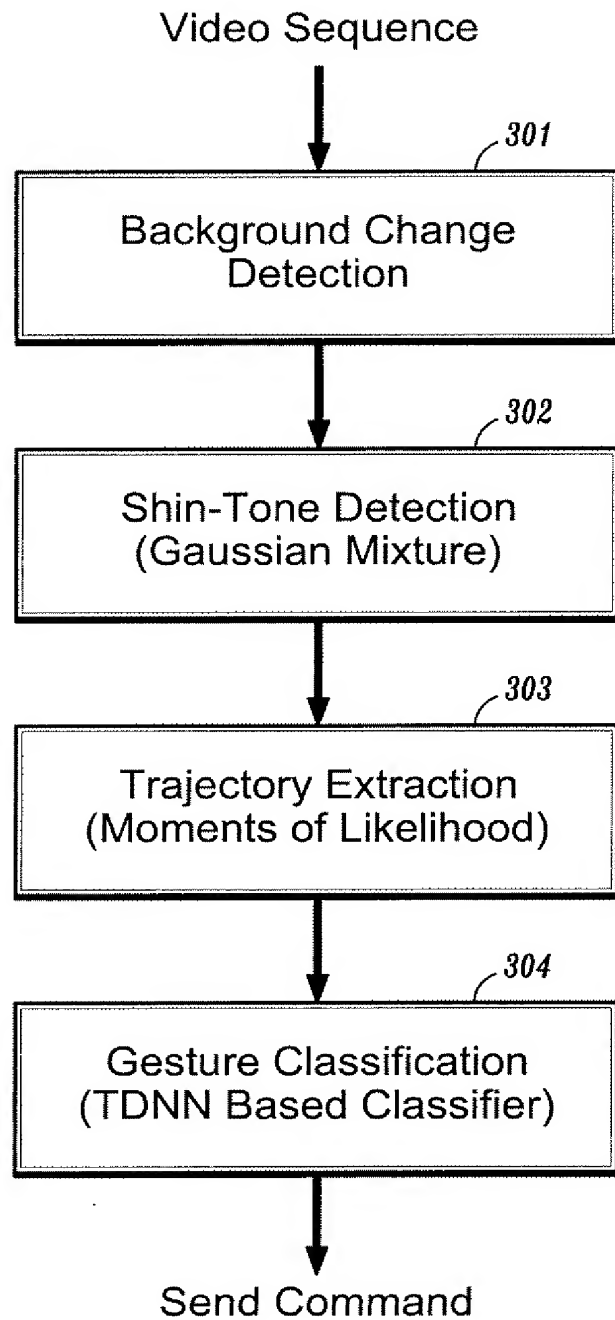 Video Sequence
301
Background Change
Detection
302
Shin-Tone Detection
(Gaussian Mixture)
303
Trajectory Extraction
(Moments of Likelihood)
304
Gesture Classification
(TDNN Based Classifier)
Send Command